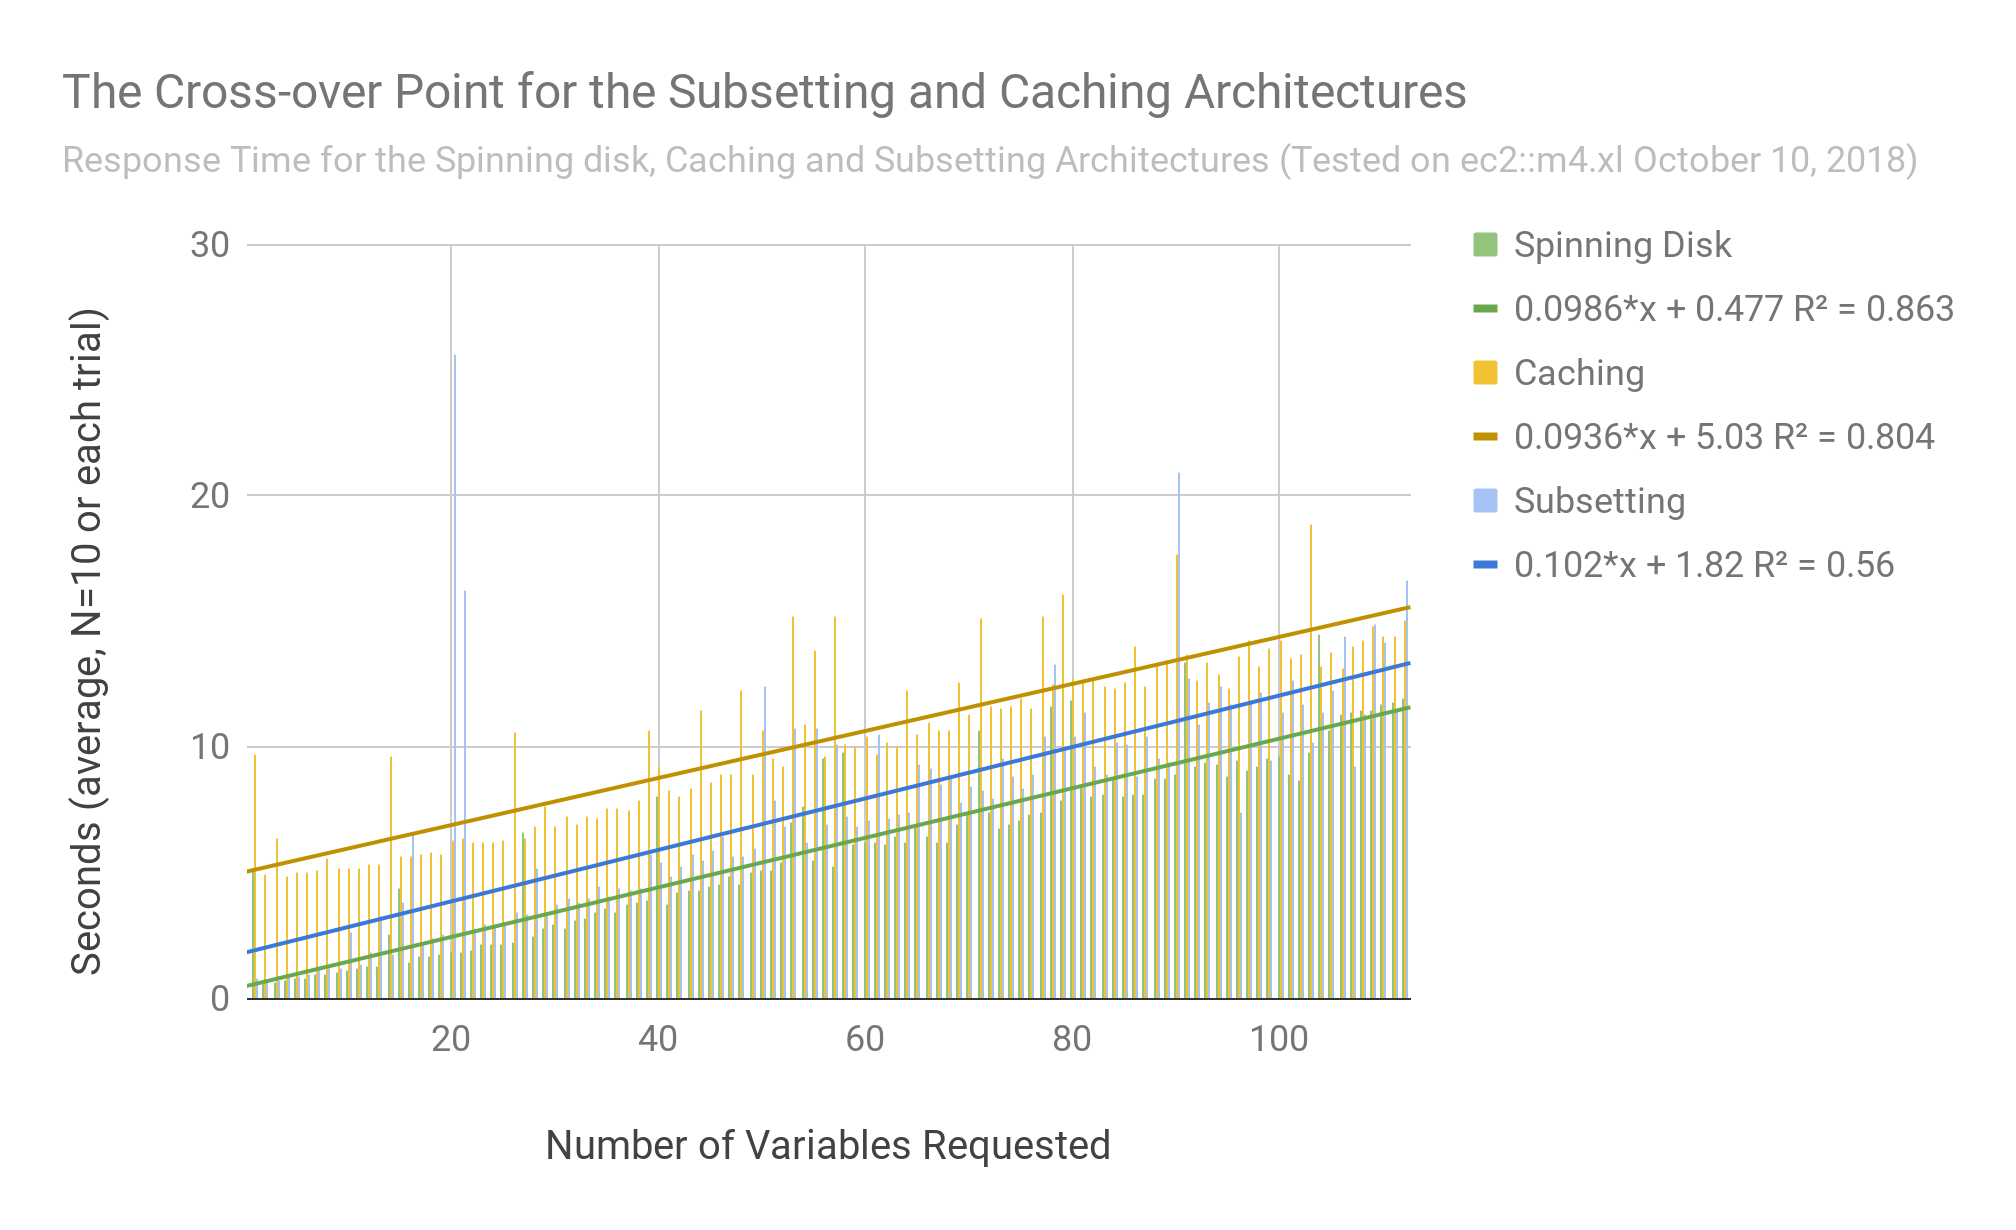 The Cross-over Point for the Subsetting and Caching Architectures
Response Time for the Spinning disk, Caching and Subsetting Architectures (Tested on ec2::m4.xl October 10, 2018)
Seconds (average, N=10 or each trial)
30
20
10
0
20
40
60
80
100
Number of Variables Requested
Spinning Disk
0.0986*x + 0.477 R² = 0.863
Caching
0.0936*x + 5.03 R² = 0.804
Subsetting
0.102*x + 1.82 R² = 0.56